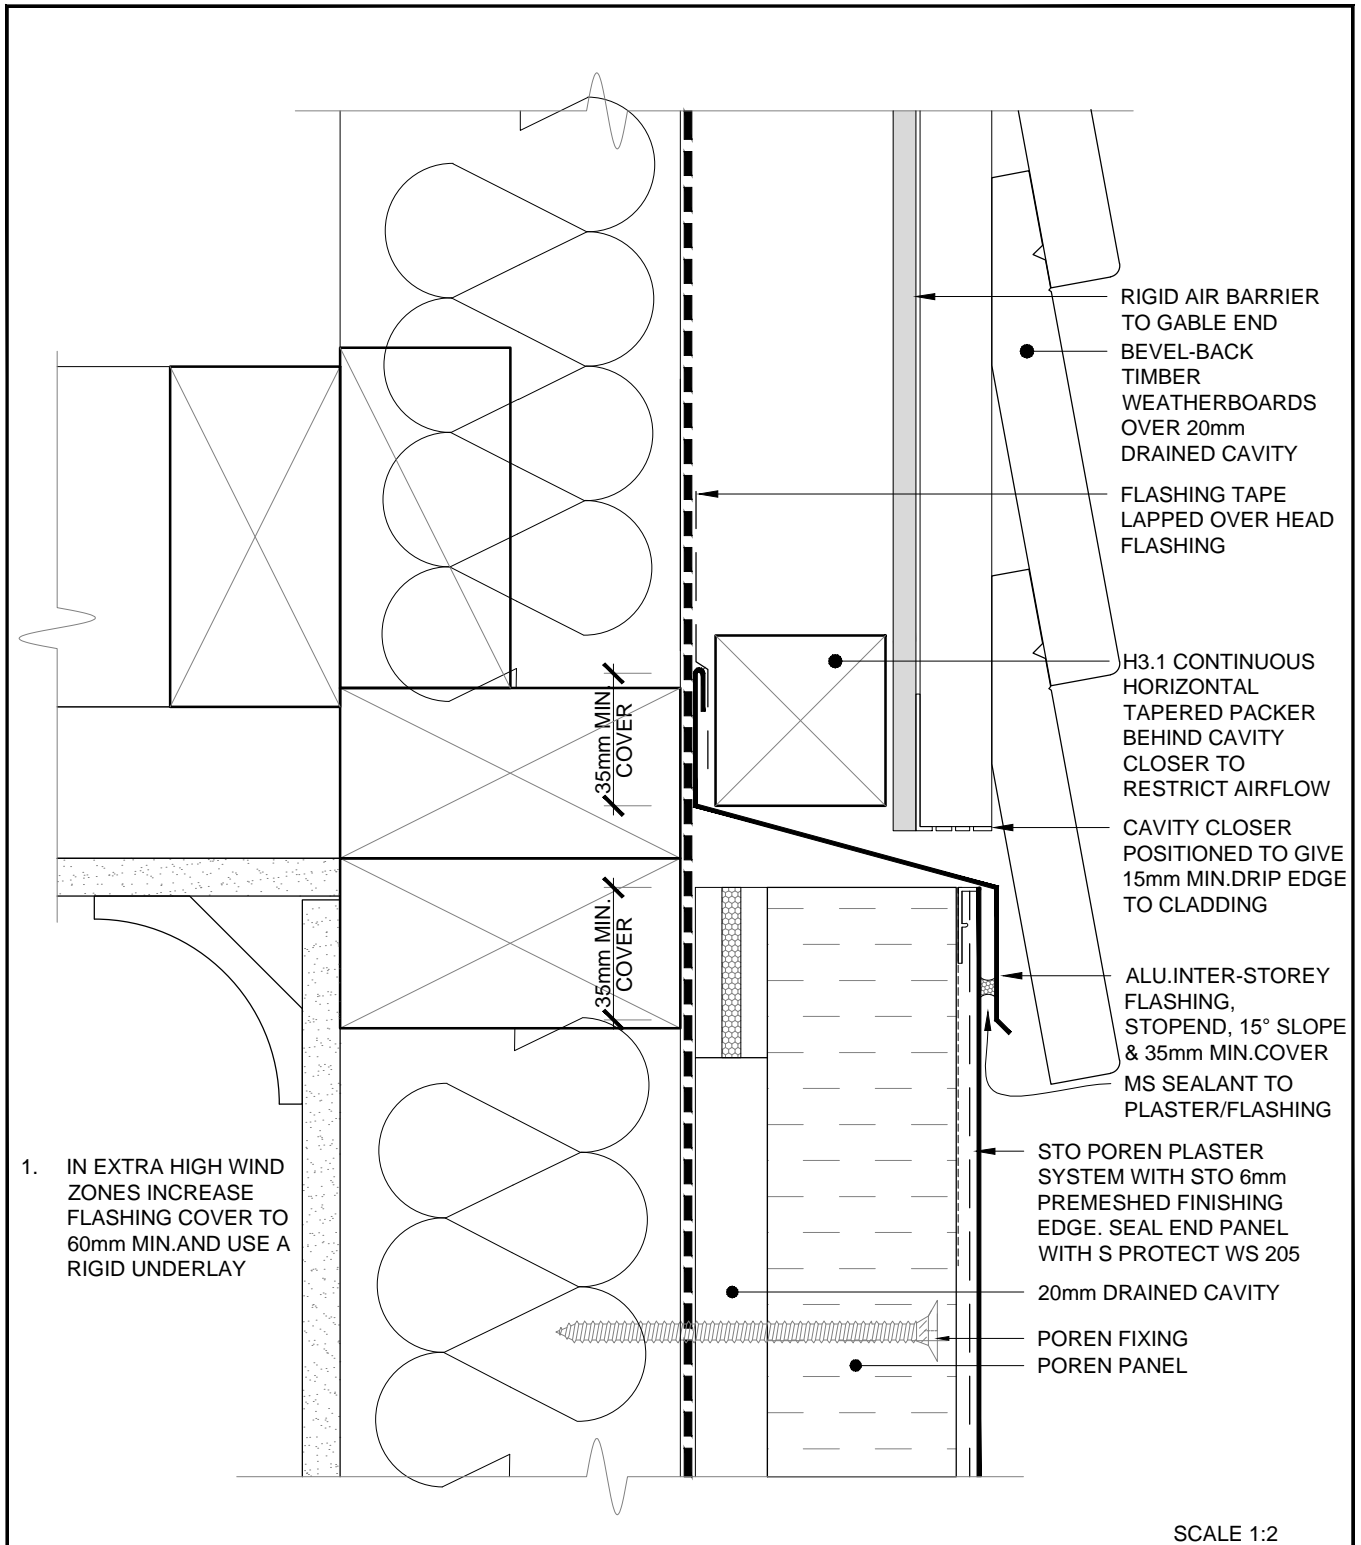 RIGID AIR BARRIER
TO GABLE END
BEVEL-BACK
TIMBER
WEATHERBOARDS
OVER 20mm
DRAINED CAVITY
FLASHING TAPE
LAPPED OVER HEAD
FLASHING
H3.1 CONTINUOUS
HORIZONTAL
TAPERED PACKER
BEHIND CAVITY
CLOSER TO
RESTRICT AIRFLOW
35mm MIN.
COVER
CAVITY CLOSER
POSITIONED TO GIVE
15mm MIN.DRIP EDGE
TO CLADDING
35mm MIN.
COVER
ALU.INTER-STOREY
FLASHING,
STOPEND, 15° SLOPE
& 35mm MIN.COVER
MS SEALANT TO
PLASTER/FLASHING
STO POREN PLASTER
SYSTEM WITH STO 6mm
PREMESHED FINISHING
EDGE. SEAL END PANEL
WITH S PROTECT WS 205
1. IN EXTRA HIGH WIND
ZONES INCREASE
FLASHING COVER TO
60mm MIN.AND USE A
RIGID UNDERLAY
20mm DRAINED CAVITY
POREN FIXING
POREN PANEL
SCALE 1:2